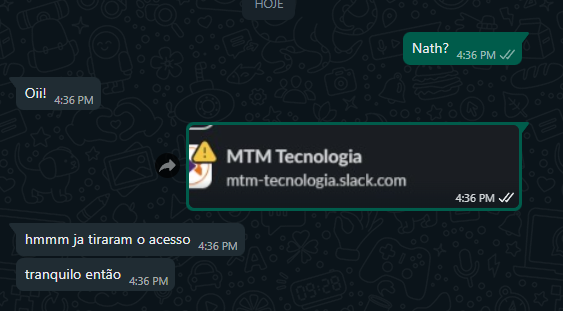 HOJE
Nath? 4:36 PM
Oii! 4:36 PM
MTM Tecnologia
mtm-tecnologia.slack.com
4:36 PM
hmmm ja tiraram o acesso 4:36 PM
tranquilo então 4:36 PM